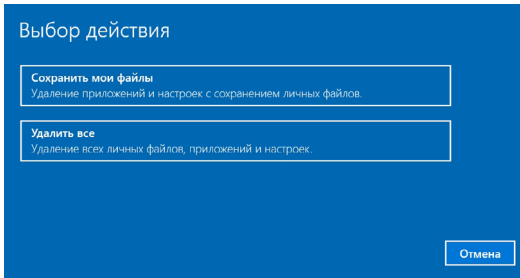 Выбор действия
Сохранить мои файлы
Удаление приложений и настроек с сохранением личных файлов.
Удалить все
Удаление всех личных файлов, приложений и настроек.
Отмена